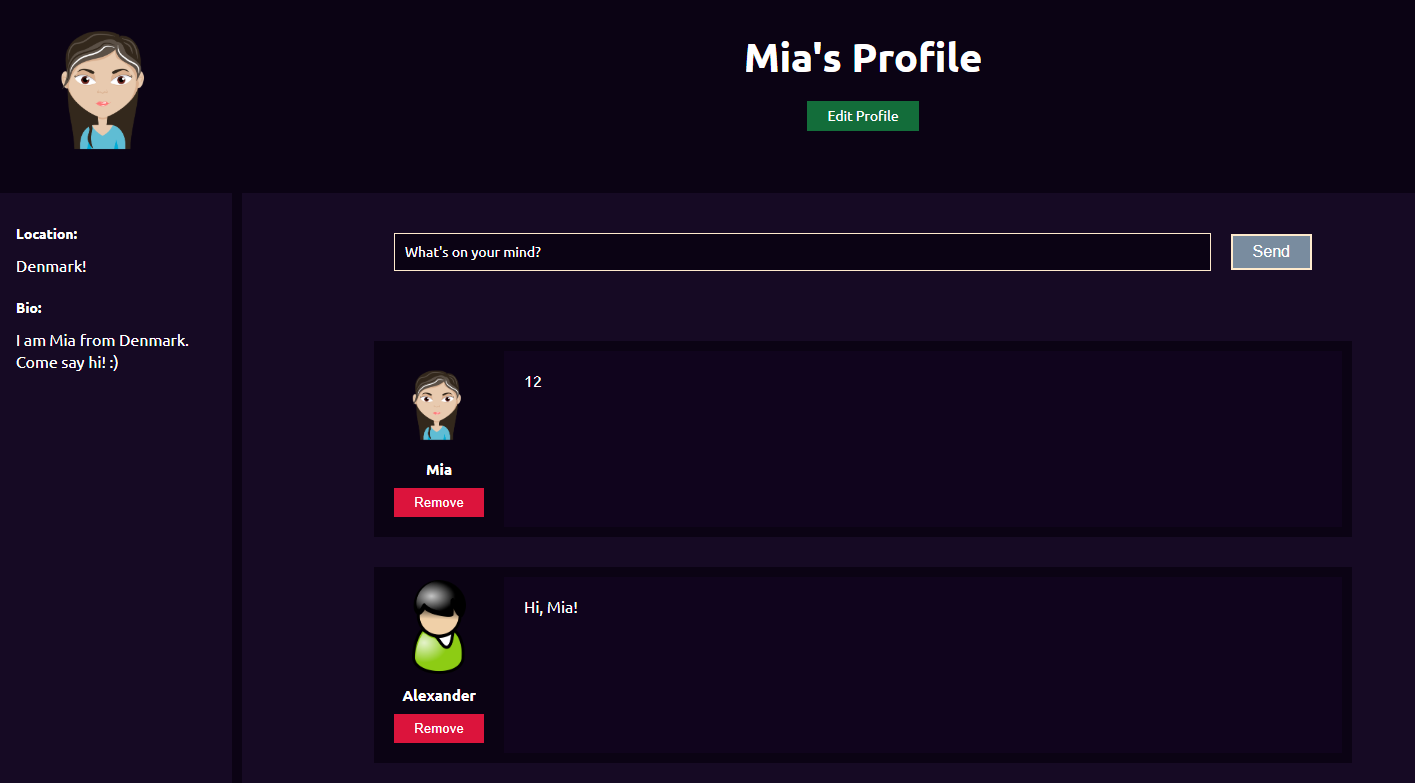 Mia's Profile
Edit Profile
Location:
Denmark!
Bio:
I am Mia from Denmark.
Come say hi! :)
What's on your mind?
Send
12
Mia
Remove
Hi, Mia!
Alexander
Remove